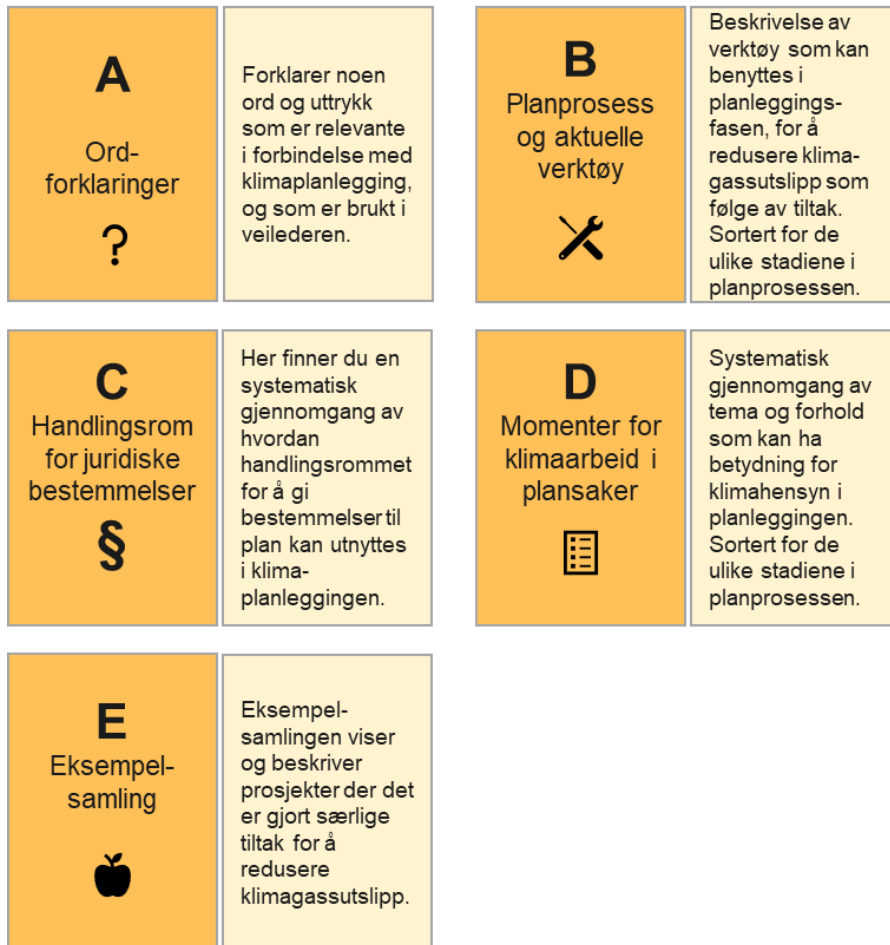 A
Ord-
forklaringer
?
Forklarer noen
ord og uttrykk
som er relevante
i forbindelse med
klimaplanlegging,
og som er brukt i
veilederen.
B
Planprosess
og aktuelle
verktøy
Beskrivelse av
verktøy som kan
benyttes i
planleggings-
fasen, for å
redusere klima-
gassutslipp som
følge av tiltak.
Sortert for de
ulike stadiene i
planprosessen.
C
Handlingsrom
for juridiske
bestemmelser
§
Her finner du en
systematisk
gjennomgang av
hvordan
handlingsrommet
for å gi
bestemmelser til
plan kan utnyttes
i klima-
planleggingen.
D
Momenter for
klimaarbeid i
plansaker
Systematisk
gjennomgang av
tema og forhold
som kan ha
betydning for
klimahensyn i
planleggingen.
Sortert for de
ulike stadiene i
planprosessen.
E
Eksempel-
samling
Eksempel-
samlingen viser
og beskriver
prosjekter der det
er gjort særlige
tiltak for å
redusere
klimagassutslipp.